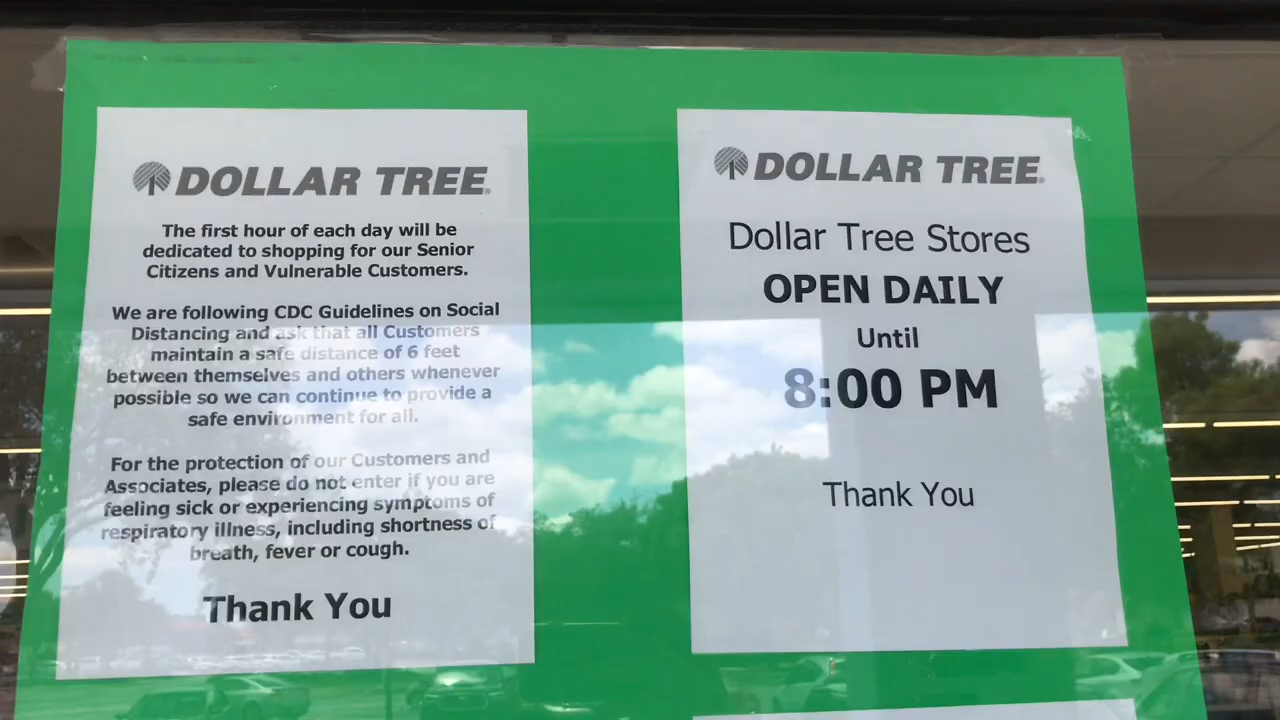 DOLLAR TREE
The first hour of each day will be
dedicated to shopping for our Senior
Citizens and Vulnerable Customers.
We are following CDC Guidelines on Social
Distancing and ask that all Customers
maintain a safe distance of 6 feet
between themselves and others whenever
possible so we can continue to provide a
safe environment for all.
For the protection of our Customers and
Associates, please do not enter if you are
feeling sick or experiencing symptoms of
respiratory illness, including shortness of
breath, fever or cough.
Thank You
DOLLAR TREE
Dollar Tree Stores
OPEN DAILY
Until
8:00 PM
Thank You